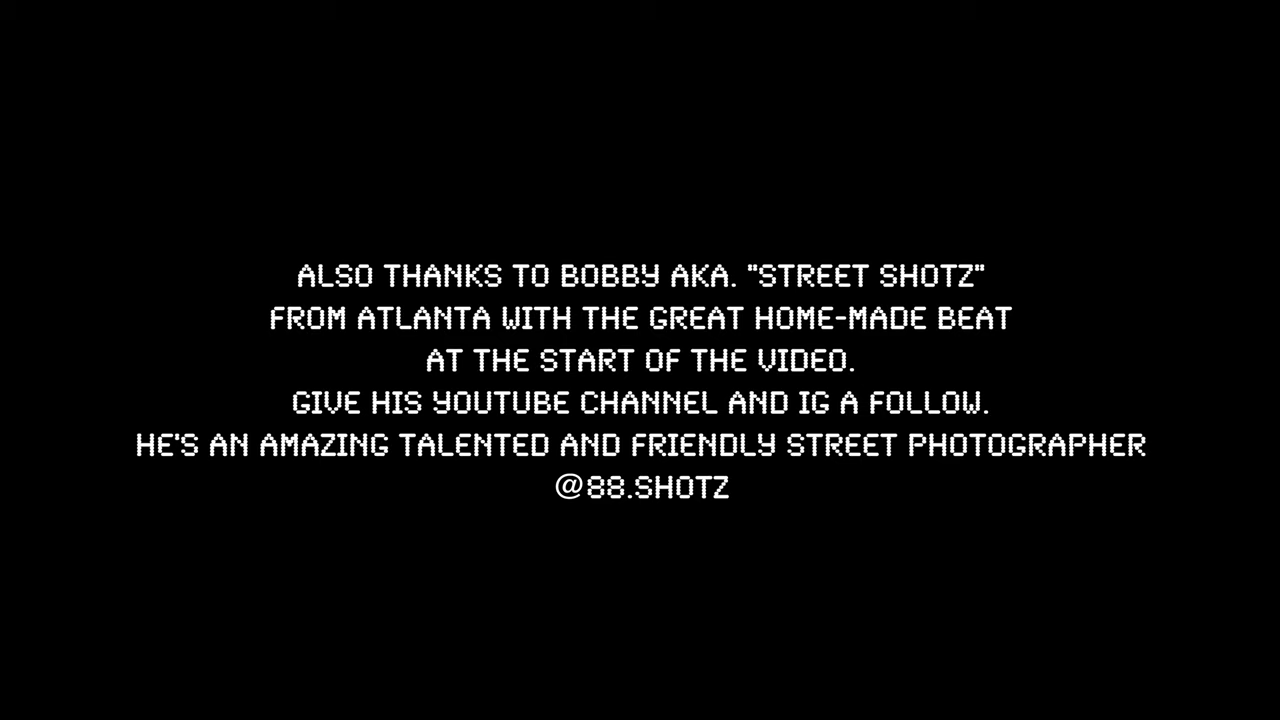 ALSO THANKS TO BOBBY AKA. "STREET SHOTZ"
FROM ATLANTA WITH THE GREAT HOME-MADE BEAT
AT THE START OF THE VIDEO.
GIVE HIS YOUTUBE CHANNEL AND IG A FOLLOW.
HE'S AN AMAZING TALENTED AND FRIENDLY STREET PHOTOGRAPHER
@88.SHOTZ